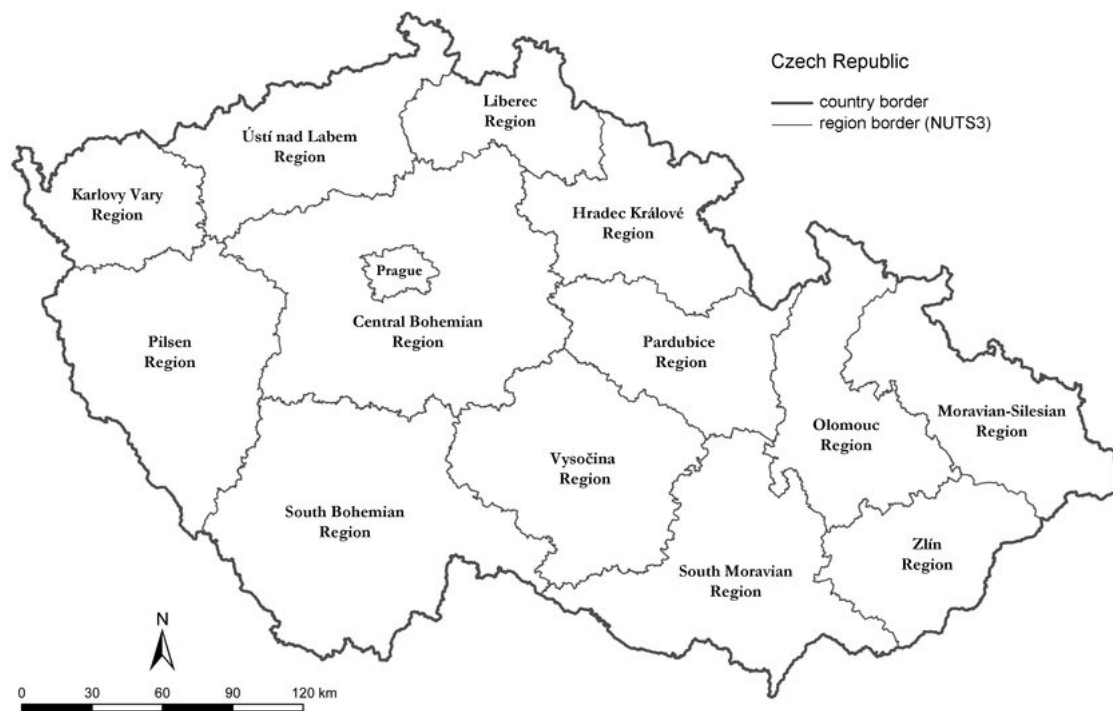 Czech Republic
country border
region border (NUTS3)
Liberec
Region
Ústí nad Labem
Region
Karlovy Vary
Region
Hradec Králové
Region
Prague
Central Bohemian
Region
Pilsen
Region
Pardubice
Region
Moravian-Silesian
Region
Olomouc
Region
Vysočina
Region
South Bohemian
Region
Zlín
Region
South Moravian
Region
N
0 30 60 90 120 km